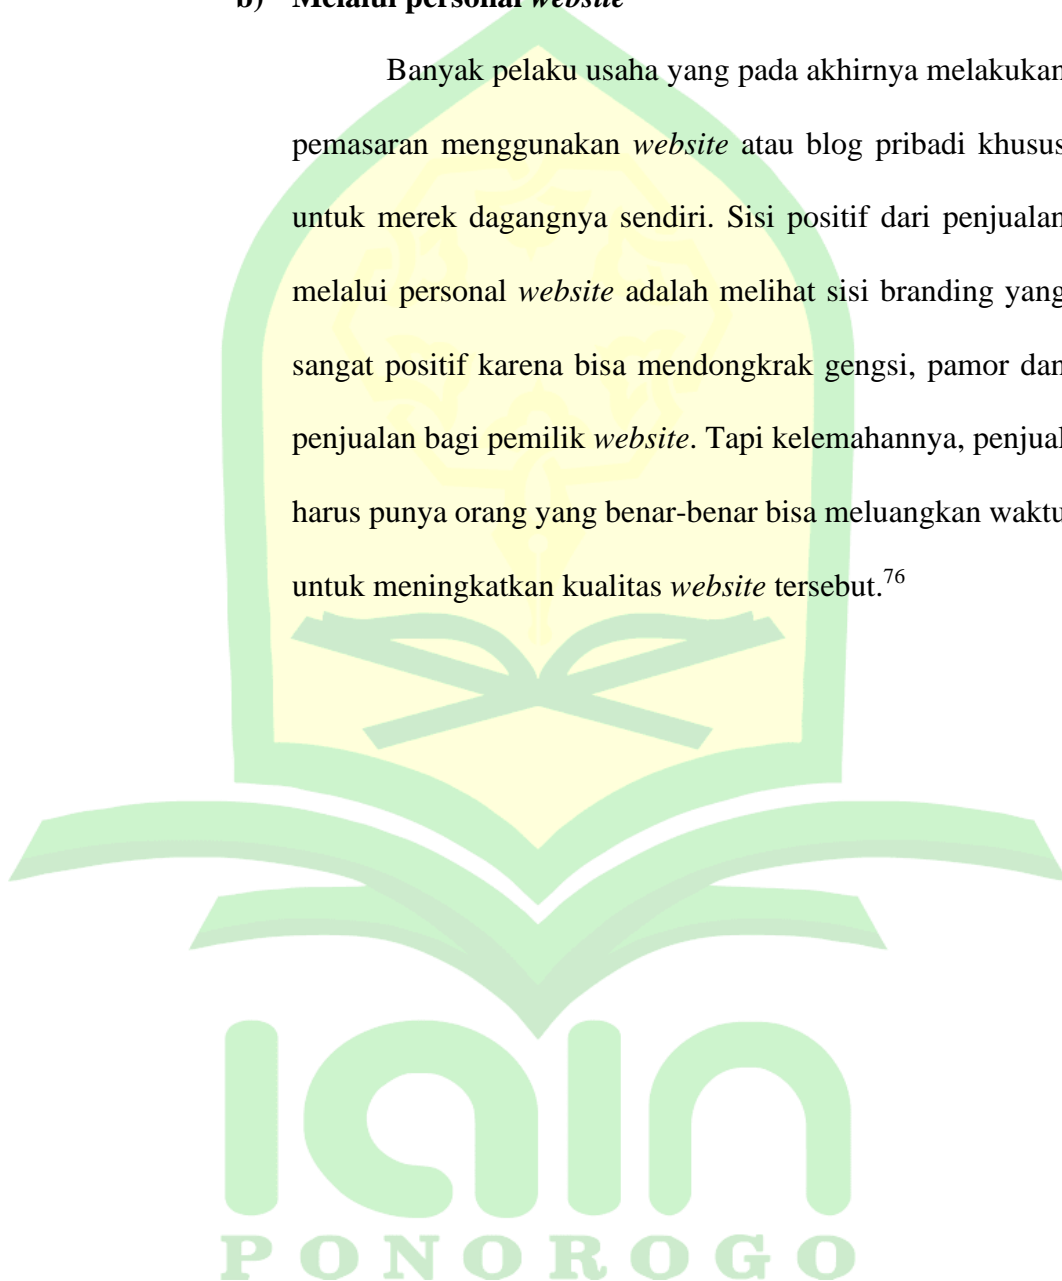 b) Melalui personal website
Banyak pelaku usaha yang pada akhirnya melakukan
pemasaran menggunakan website atau blog pribadi khusus
untuk merek dagangnya sendiri. Sisi positif dari penjualan
melalui personal website adalah melihat sisi branding yang
sangat positif karena bisa mendongkrak gengsi, pamor dan
penjualan bagi pemilik website. Tapi kelemahannya, penjual
harus punya orang yang benar-benar bisa meluangkan waktu
untuk meningkatkan kualitas website tersebut.76
iain
PONOROGO